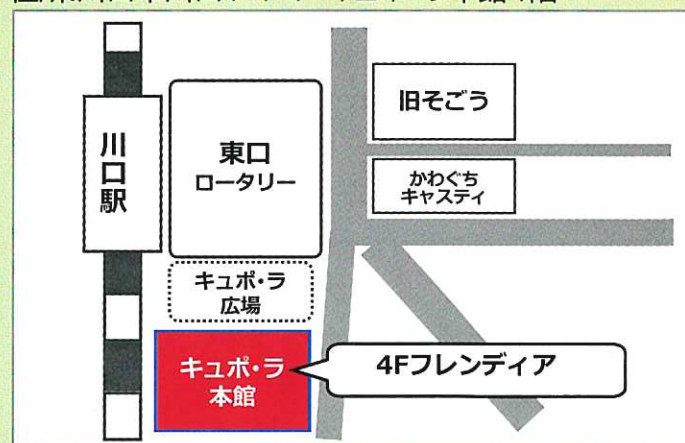 川口駅
東口
ロータリー
旧そごう
かわぐち
キャスティ
キュポ・ラ
広場
キュポ・ラ
本館
4Fフレンディア